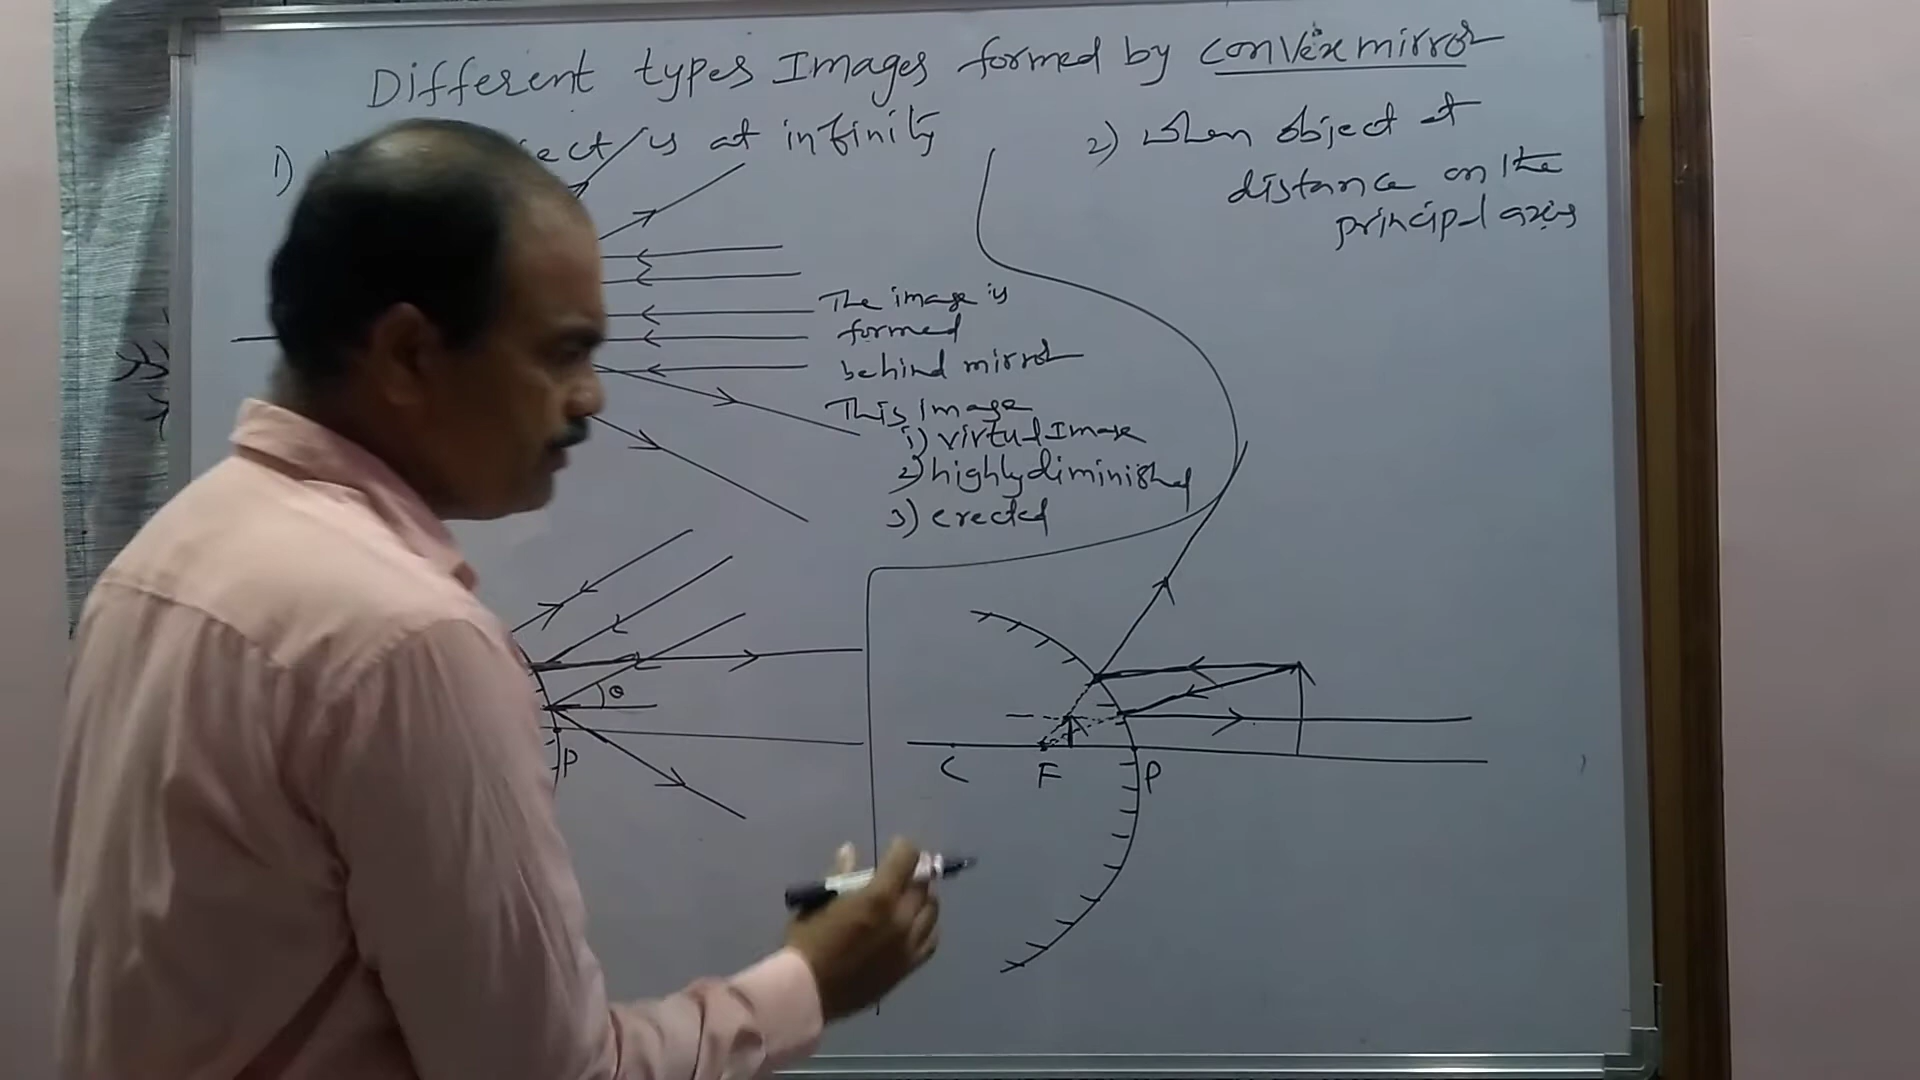 Different types Images formed by convex mirror
1) ject is at infinity
The image is
formed
behind mirror
This Image
1) virtual Image
2) highly diminished
3) erected
2) when object at
distance on the
principal axis
θ
P
C F P